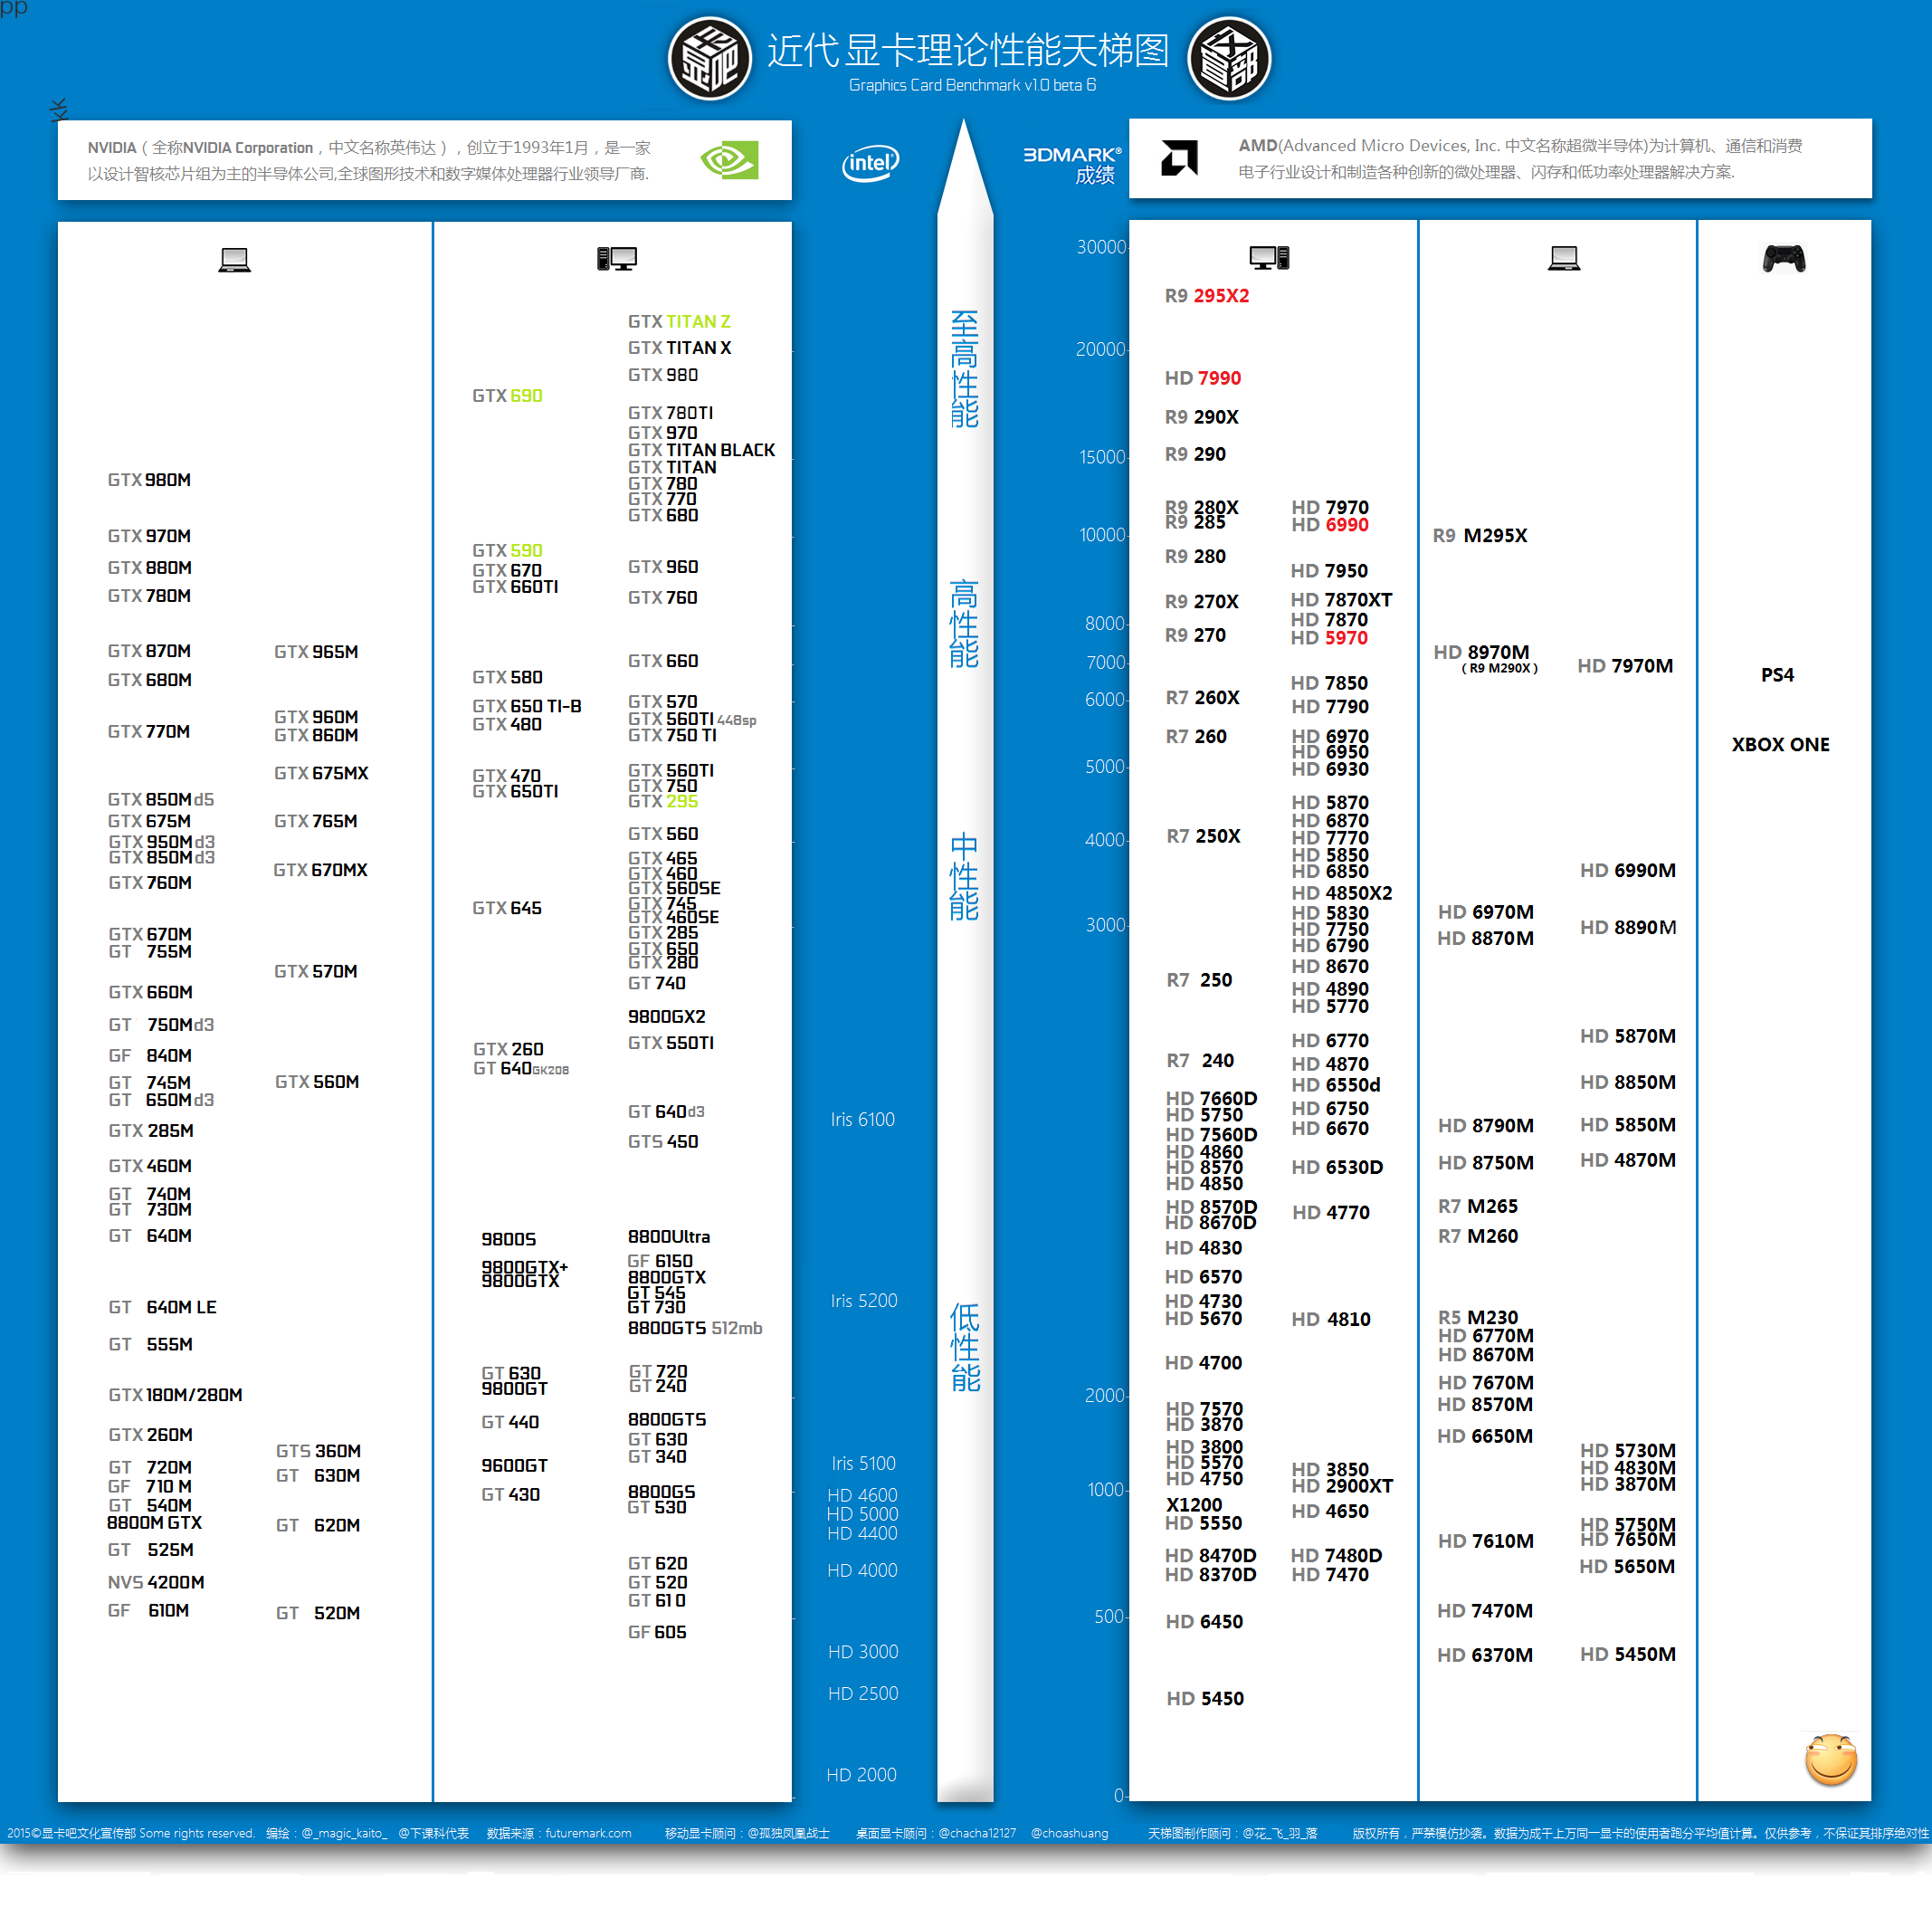 pp
kk
显吧
近代显卡理论性能天梯图
Graphics Card Benchmark v1.0 beta 6
NVIDIA（全称NVIDIA Corporation，中文名称英伟达），创立于1993年1月，是一家
以设计智核芯片组为主的半导体公司,全球图形技术和数字媒体处理器行业领导厂商.
intel
3DMARK®
成绩
AMD(Advanced Micro Devices, Inc. 中文名称超微半导体)为计算机、通信和消费
电子行业设计和制造各种创新的微处理器、闪存和低功率处理器解决方案.
GTX 980M
GTX 970M
GTX 880M
GTX 780M
GTX 870M
GTX 965M
GTX 680M
GTX 960M
GTX 770M
GTX 860M
GTX 675MX
GTX 850Md5
GTX 675M
GTX 765M
GTX 950Md3
GTX 850Md3
GTX 670MX
GTX 760M
GTX 670M
GT 755M
GTX 570M
GTX 660M
GT 750Md3
GF 840M
GT 745M
GTX 560M
GT 650Md3
GTX 285M
GTX 460M
GT 740M
GT 730M
GT 640M
GT 640M LE
GT 555M
GTX 180M/280M
GTX 260M
GTS 360M
GT 720M
GT 630M
GF 710 M
GT 540M
8800M GTX
GT 620M
GT 525M
NVS 4200M
GF 610M
GT 520M
GTX TITAN Z
GTX TITAN X
GTX 980
GTX 690
GTX 780TI
GTX 970
GTX TITAN BLACK
GTX TITAN
GTX 780
GTX 770
GTX 680
GTX 590
GTX 670
GTX 960
GTX 660TI
GTX 760
GTX 660
GTX 580
GTX 650 TI-B
GTX 570
GTX 480
GTX 560TI 448sp
GTX 750 TI
GTX 470
GTX 560TI
GTX 650TI
GTX 750
GTX 295
GTX 560
GTX 465
GTX 460
GTX 560SE
GTX 645
GTX 745
GTX 460SE
GTX 285
GTX 650
GTX 280
GT 740
9800GX2
GTX 260
GTX 550TI
GT 640GK208
GT 640d3
GTS 450
9800S
8800Ultra
9800GTX+
GF 6150
9800GTX
8800GTX
GT 545
GT 730
8800GTS 512mb
GT 630
GT 720
9800GT
GT 240
GT 440
8800GTS
GT 630
9600GT
GT 340
GT 430
8800GS
GT 530
GT 620
GT 520
GT 610
GF 605
Iris 6100
Iris 5200
Iris 5100
HD 4600
HD 5000
HD 4400
HD 4000
HD 3000
HD 2500
HD 2000
至高性能
高性能
中性能
低性能
30000
20000
15000
10000
8000
7000
6000
5000
4000
3000
2000
1000
500
0
R9 295X2
HD 7990
R9 290X
R9 290
R9 280X
HD 7970
R9 285
HD 6990
R9 280
HD 7950
R9 270X
HD 7870XT
HD 7870
R9 270
HD 5970
HD 7850
R7 260X
HD 7790
R7 260
HD 6970
HD 6950
HD 6930
HD 5870
HD 6870
R7 250X
HD 7770
HD 5850
HD 6850
HD 4850X2
HD 5830
HD 7750
HD 6790
HD 8670
R7 250
HD 4890
HD 5770
HD 6770
R7 240
HD 4870
HD 6550d
HD 7660D
HD 6750
HD 5750
HD 6670
HD 7560D
HD 4860
HD 8570
HD 6530D
HD 4850
HD 8570D
HD 4770
HD 8670D
HD 4830
HD 6570
HD 4730
HD 5670
HD 4810
HD 4700
HD 7570
HD 3870
HD 3800
HD 5570
HD 3850
HD 4750
HD 2900XT
X1200
HD 4650
HD 5550
HD 8470D
HD 7480D
HD 8370D
HD 7470
HD 6450
HD 5450
R9 M295X
HD 8970M
（R9 M290X）
HD 7970M
HD 6990M
HD 6970M
HD 8890M
HD 8870M
HD 5870M
HD 8850M
HD 8790M
HD 5850M
HD 8750M
HD 4870M
R7 M265
R7 M260
R5 M230
HD 6770M
HD 8670M
HD 7670M
HD 8570M
HD 6650M
HD 5730M
HD 4830M
HD 3870M
HD 5750M
HD 7610M
HD 7650M
HD 5650M
HD 7470M
HD 6370M
HD 5450M
PS4
XBOX ONE
2015©显卡吧文化宣传部 Some rights reserved. 编绘：@_magic_kaito_ @下课科代表 数据来源：futuremark.com 移动显卡顾问：@孤独凤凰战士 桌面显卡顾问：@chacha12127 @choashuang 天梯图制作顾问：@花_飞_羽_落 版权所有，严禁模仿抄袭。数据为成千上万同一显卡的使用者跑分平均值计算。仅供参考，不保证其排序绝对性